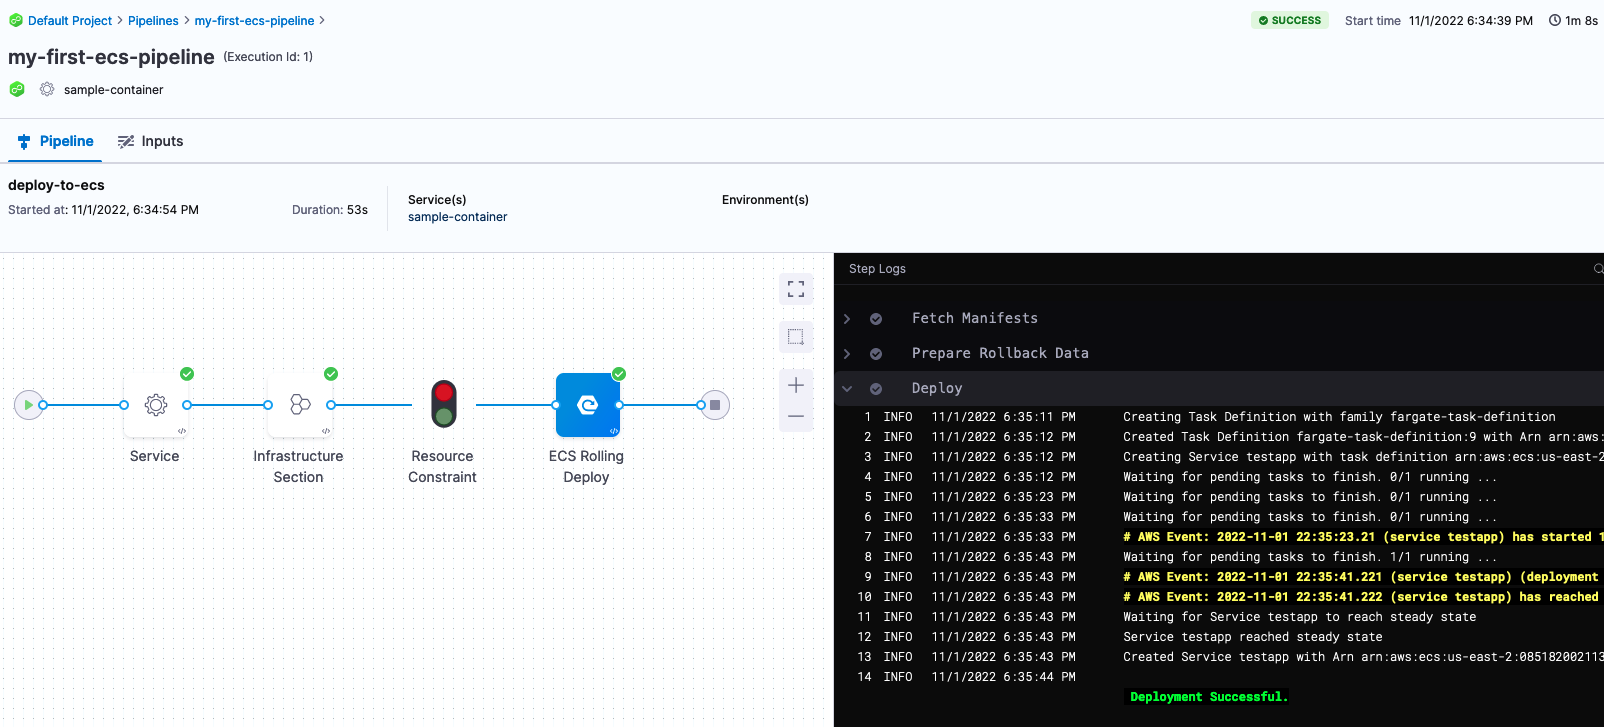 Default Project > Pipelines > my-first-ecs-pipeline >
SUCCESS Start time 11/1/2022 6:34:39 PM 1m 8s
my-first-ecs-pipeline (Execution Id: 1)
sample-container
Pipeline Inputs
deploy-to-ecs
Started at: 11/1/2022, 6:34:54 PM Duration: 53s
Service(s)
sample-container
Environment(s)
Service
Infrastructure
Section
Resource
Constraint
ECS Rolling
Deploy
Step Logs
Fetch Manifests
Prepare Rollback Data
Deploy
1 INFO 11/1/2022 6:35:11 PM Creating Task Definition with family fargate-task-definition
2 INFO 11/1/2022 6:35:12 PM Created Task Definition fargate-task-definition:9 with Arn arn:aws:
3 INFO 11/1/2022 6:35:12 PM Creating Service testapp with task definition arn:aws:ecs:us-east-2
4 INFO 11/1/2022 6:35:12 PM Waiting for pending tasks to finish. 0/1 running ...
5 INFO 11/1/2022 6:35:23 PM Waiting for pending tasks to finish. 0/1 running ...
6 INFO 11/1/2022 6:35:33 PM Waiting for pending tasks to finish. 0/1 running ...
7 INFO 11/1/2022 6:35:33 PM # AWS Event: 2022-11-01 22:35:23.21 (service testapp) has started 1
8 INFO 11/1/2022 6:35:43 PM Waiting for pending tasks to finish. 1/1 running ...
9 INFO 11/1/2022 6:35:43 PM # AWS Event: 2022-11-01 22:35:41.221 (service testapp) (deployment
10 INFO 11/1/2022 6:35:43 PM # AWS Event: 2022-11-01 22:35:41.222 (service testapp) has reached
11 INFO 11/1/2022 6:35:43 PM Waiting for Service testapp to reach steady state
12 INFO 11/1/2022 6:35:43 PM Service testapp reached steady state
13 INFO 11/1/2022 6:35:43 PM Created Service testapp with Arn arn:aws:ecs:us-east-2:085182002113
14 INFO 11/1/2022 6:35:44 PM
Deployment Successful.